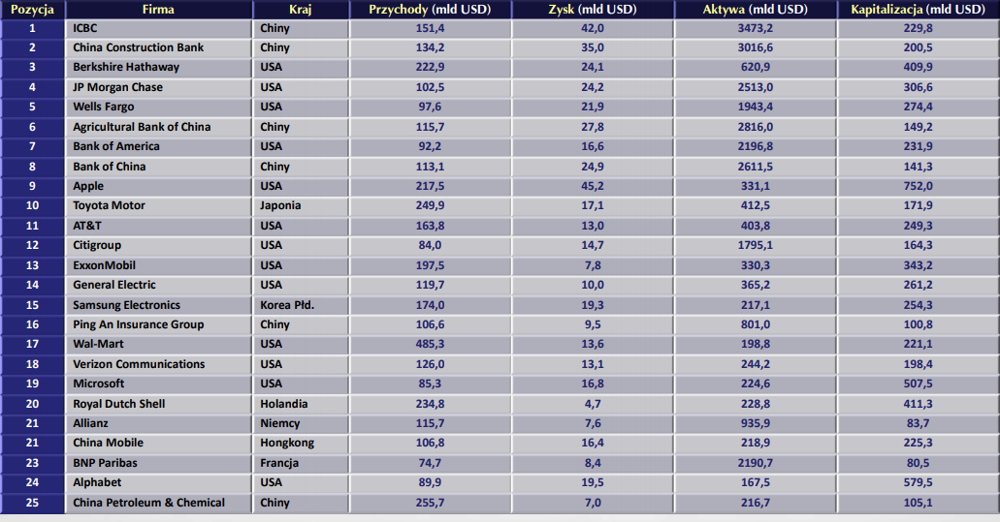 Pozycja Firma Kraj Przychody (mld USD) Zysk (mld USD) Aktywa (mld USD) Kapitalizacja (mld USD)
1 ICBC Chiny 151,4 42,0 3473,2 229,8
2 China Construction Bank Chiny 134,2 35,0 3016,6 200,5
3 Berkshire Hathaway USA 222,9 24,1 620,9 409,9
4 JP Morgan Chase USA 102,5 24,2 2513,0 306,6
5 Wells Fargo USA 97,6 21,9 1943,4 274,4
6 Agricultural Bank of China Chiny 115,7 27,8 2816,0 149,2
7 Bank of America USA 92,2 16,6 2196,8 231,9
8 Bank of China Chiny 113,1 24,9 2611,5 141,3
9 Apple USA 217,5 45,2 331,1 752,0
10 Toyota Motor Japonia 249,9 17,1 412,5 171,9
11 AT&T USA 163,8 13,0 403,8 249,3
12 Citigroup USA 84,0 14,7 1795,1 164,3
13 ExxonMobil USA 197,5 7,8 330,3 343,2
14 General Electric USA 119,7 10,0 365,2 261,2
15 Samsung Electronics Korea Płd. 174,0 19,3 217,1 254,3
16 Ping An Insurance Group Chiny 106,6 9,5 801,0 100,8
17 Wal-Mart USA 485,3 13,6 198,8 221,1
18 Verizon Communications USA 126,0 13,1 244,2 198,4
19 Microsoft USA 85,3 16,8 224,6 507,5
20 Royal Dutch Shell Holandia 234,8 4,7 228,8 411,3
21 Allianz Niemcy 115,7 7,6 935,9 83,7
21 China Mobile Hongkong 106,8 16,4 218,9 225,3
23 BNP Paribas Francja 74,7 8,4 2190,7 80,5
24 Alphabet USA 89,9 19,5 167,5 579,5
25 China Petroleum & Chemical Chiny 255,7 7,0 216,7 105,1